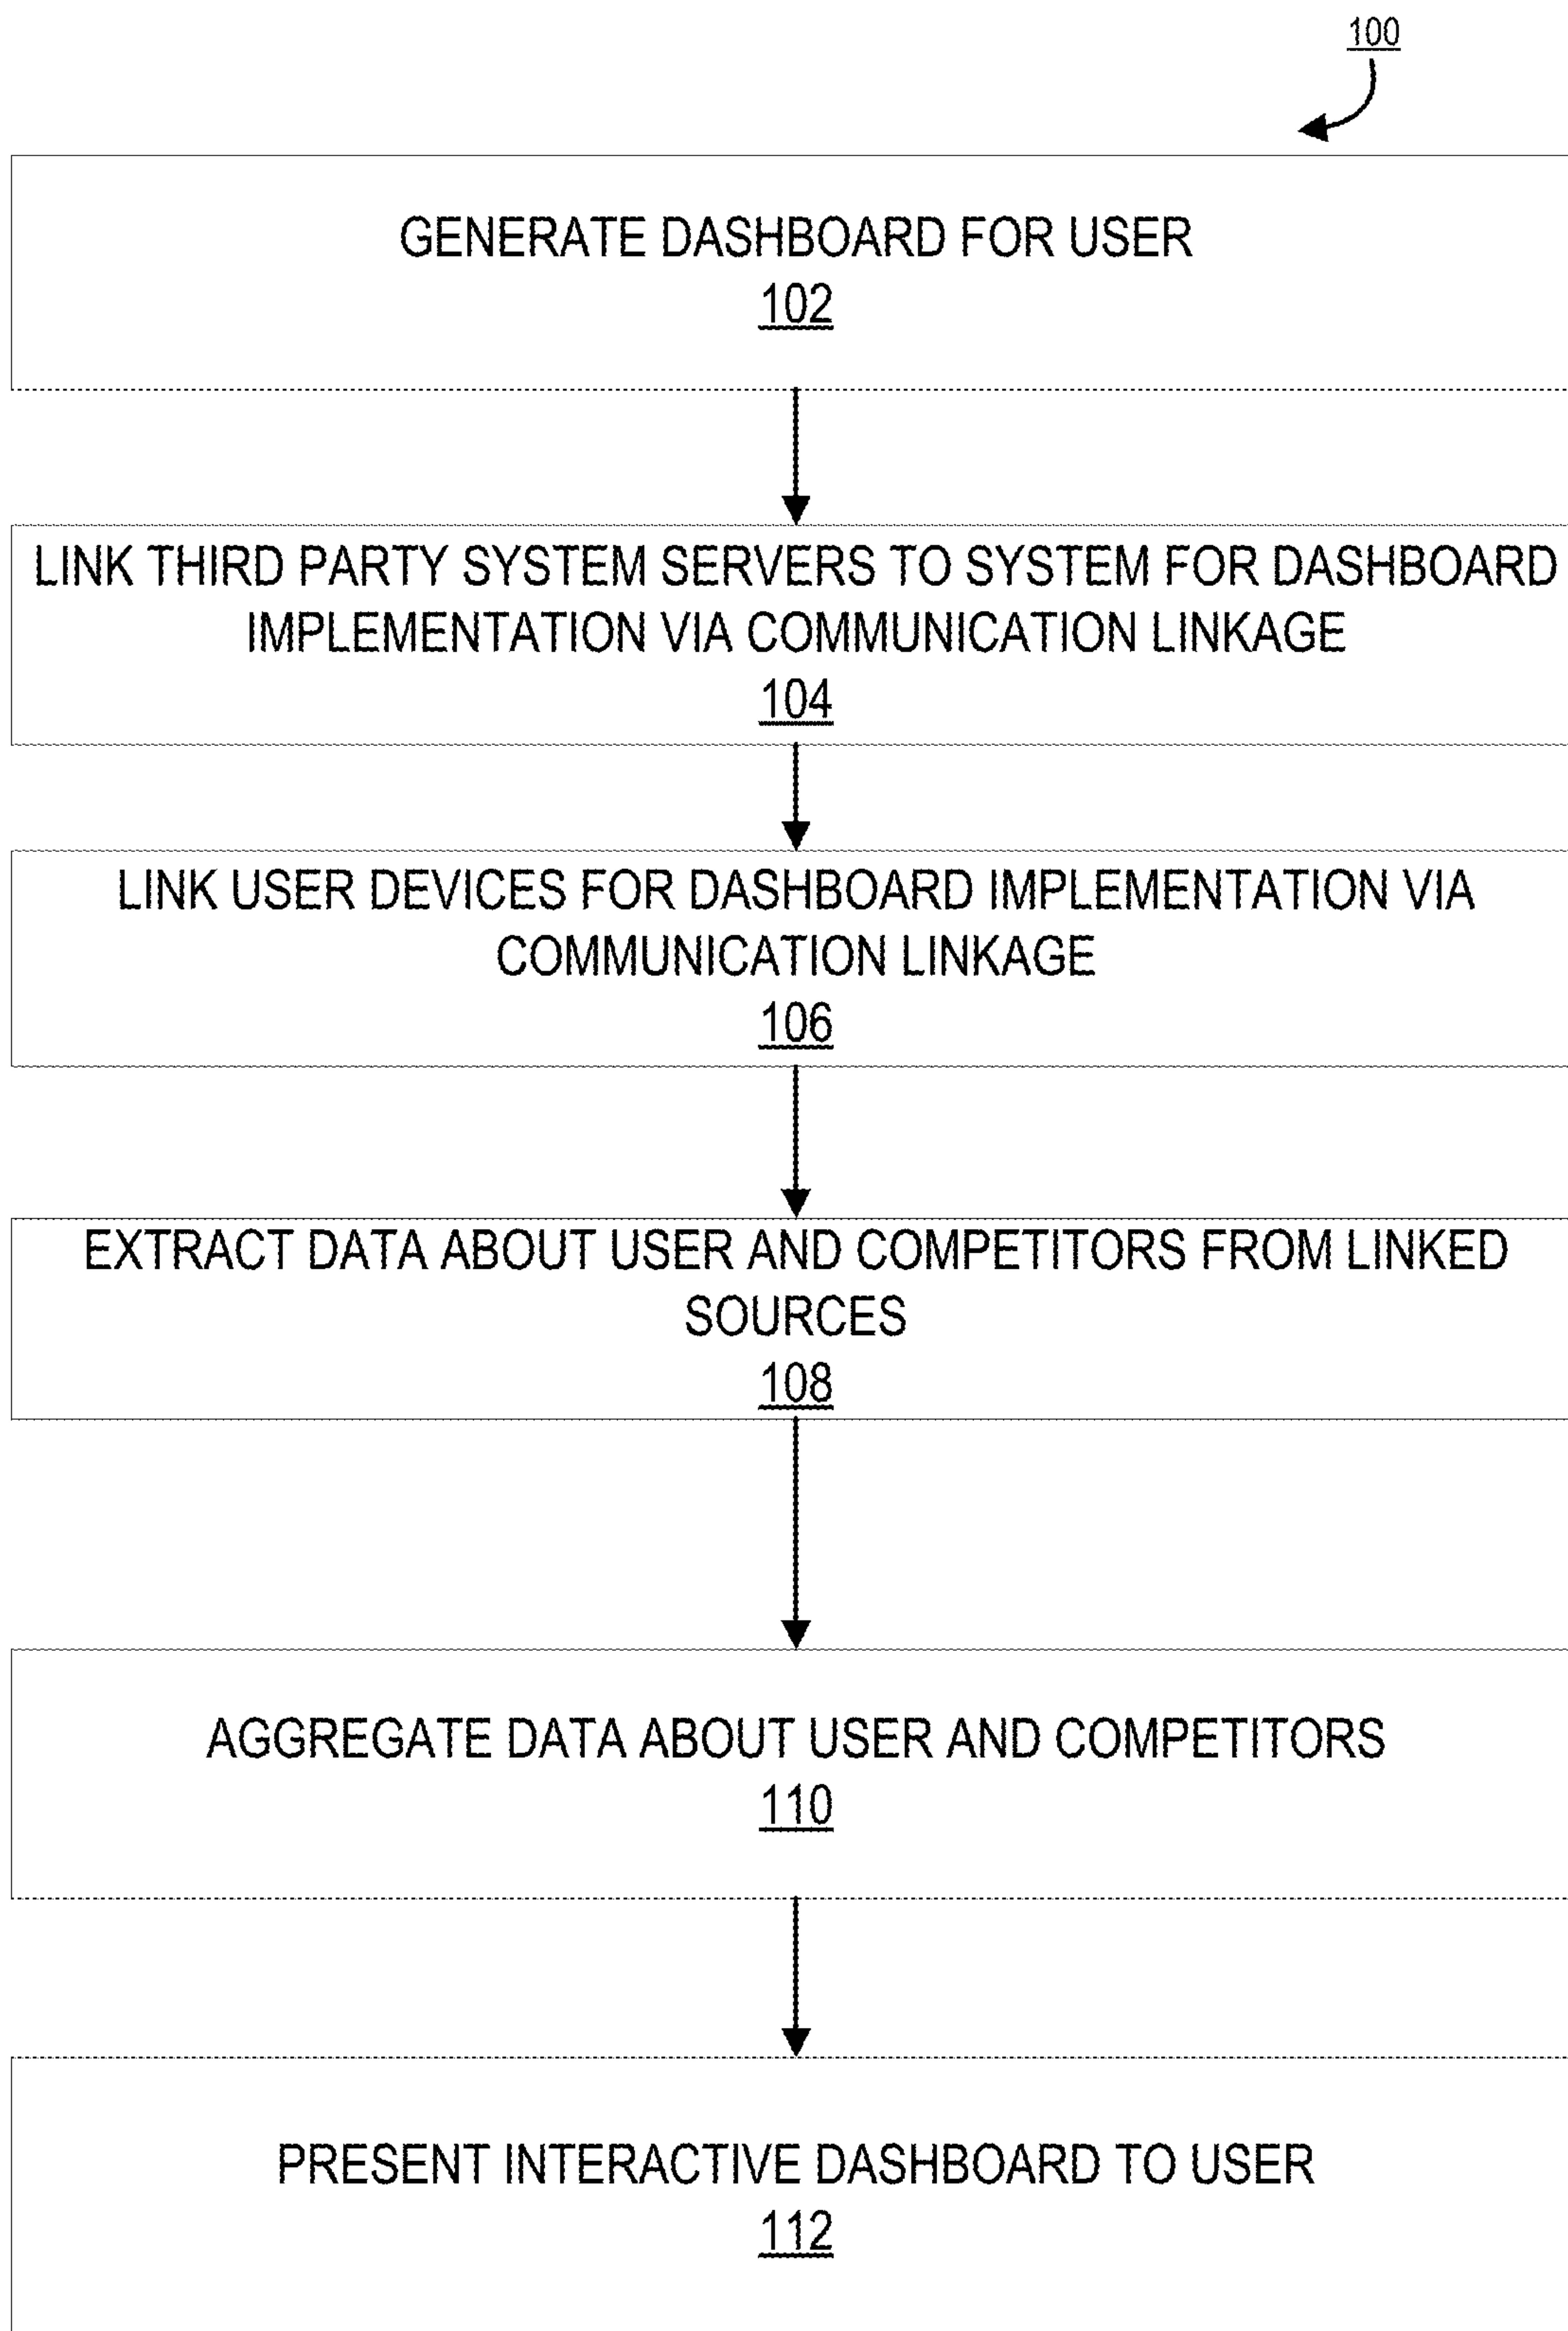 100
GENERATE DASHBOARD FOR USER
102
LINK THIRD PARTY SYSTEM SERVERS TO SYSTEM FOR DASHBOARD
IMPLEMENTATION VIA COMMUNICATION LINKAGE
104
LINK USER DEVICES FOR DASHBOARD IMPLEMENTATION VIA
COMMUNICATION LINKAGE
106
EXTRACT DATA ABOUT USER AND COMPETITORS FROM LINKED
SOURCES
108
AGGREGATE DATA ABOUT USER AND COMPETITORS
110
PRESENT INTERACTIVE DASHBOARD TO USER
112